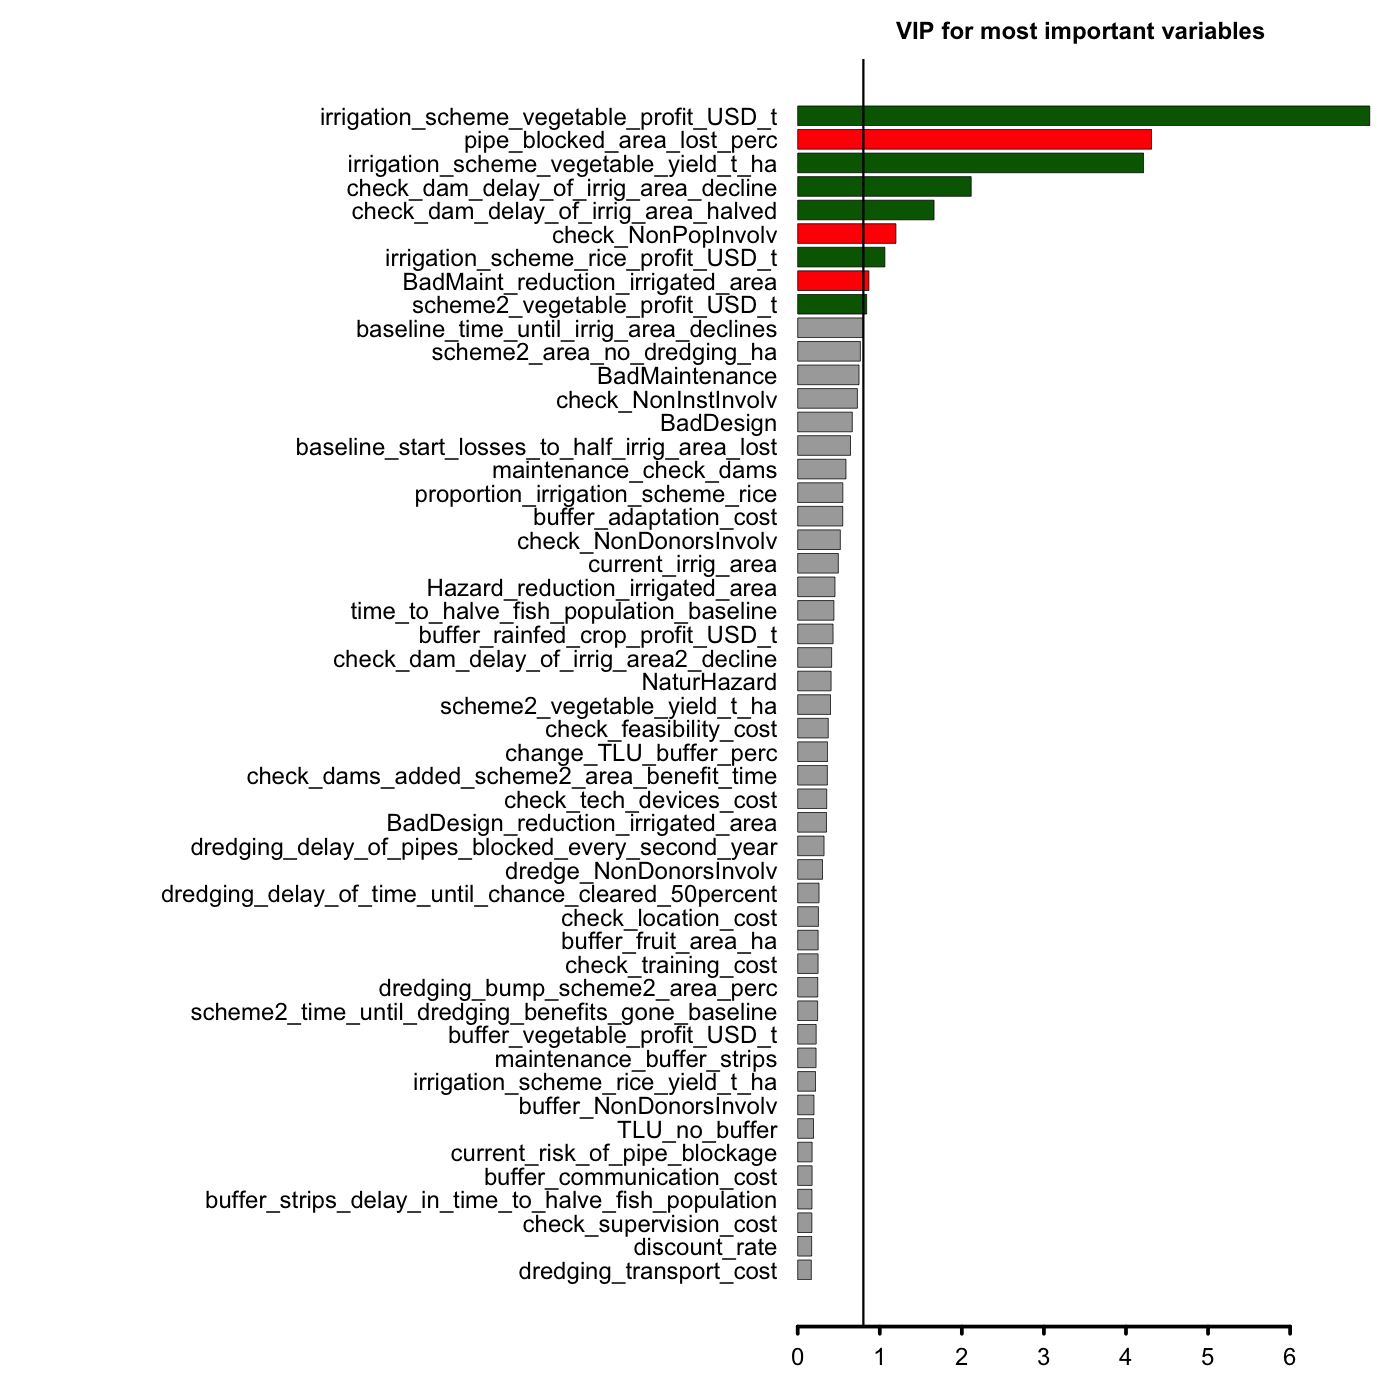 VIP for most important variables
irrigation_scheme_vegetable_profit_USD_t
pipe_blocked_area_lost_perc
irrigation_scheme_vegetable_yield_t_ha
check_dam_delay_of_irrig_area_decline
check_dam_delay_of_irrig_area_halved
check_NonPopInvolv
irrigation_scheme_rice_profit_USD_t
BadMaint_reduction_irrigated_area
scheme2_vegetable_profit_USD_t
baseline_time_until_irrig_area_declines
scheme2_area_no_dredging_ha
BadMaintenance
check_NonInstInvolv
BadDesign
baseline_start_losses_to_half_irrig_area_lost
maintenance_check_dams
proportion_irrigation_scheme_rice
buffer_adaptation_cost
check_NonDonorsInvolv
current_irrig_area
Hazard_reduction_irrigated_area
time_to_halve_fish_population_baseline
buffer_rainfed_crop_profit_USD_t
check_dam_delay_of_irrig_area2_decline
NaturHazard
scheme2_vegetable_yield_t_ha
check_feasibility_cost
change_TLU_buffer_perc
check_dams_added_scheme2_area_benefit_time
check_tech_devices_cost
BadDesign_reduction_irrigated_area
dredging_delay_of_pipes_blocked_every_second_year
dredge_NonDonorsInvolv
dredging_delay_of_time_until_chance_cleared_50percent
check_location_cost
buffer_fruit_area_ha
check_training_cost
dredging_bump_scheme2_area_perc
scheme2_time_until_dredging_benefits_gone_baseline
buffer_vegetable_profit_USD_t
maintenance_buffer_strips
irrigation_scheme_rice_yield_t_ha
buffer_NonDonorsInvolv
TLU_no_buffer
current_risk_of_pipe_blockage
buffer_communication_cost
buffer_strips_delay_in_time_to_halve_fish_population
check_supervision_cost
discount_rate
dredging_transport_cost
0 1 2 3 4 5 6